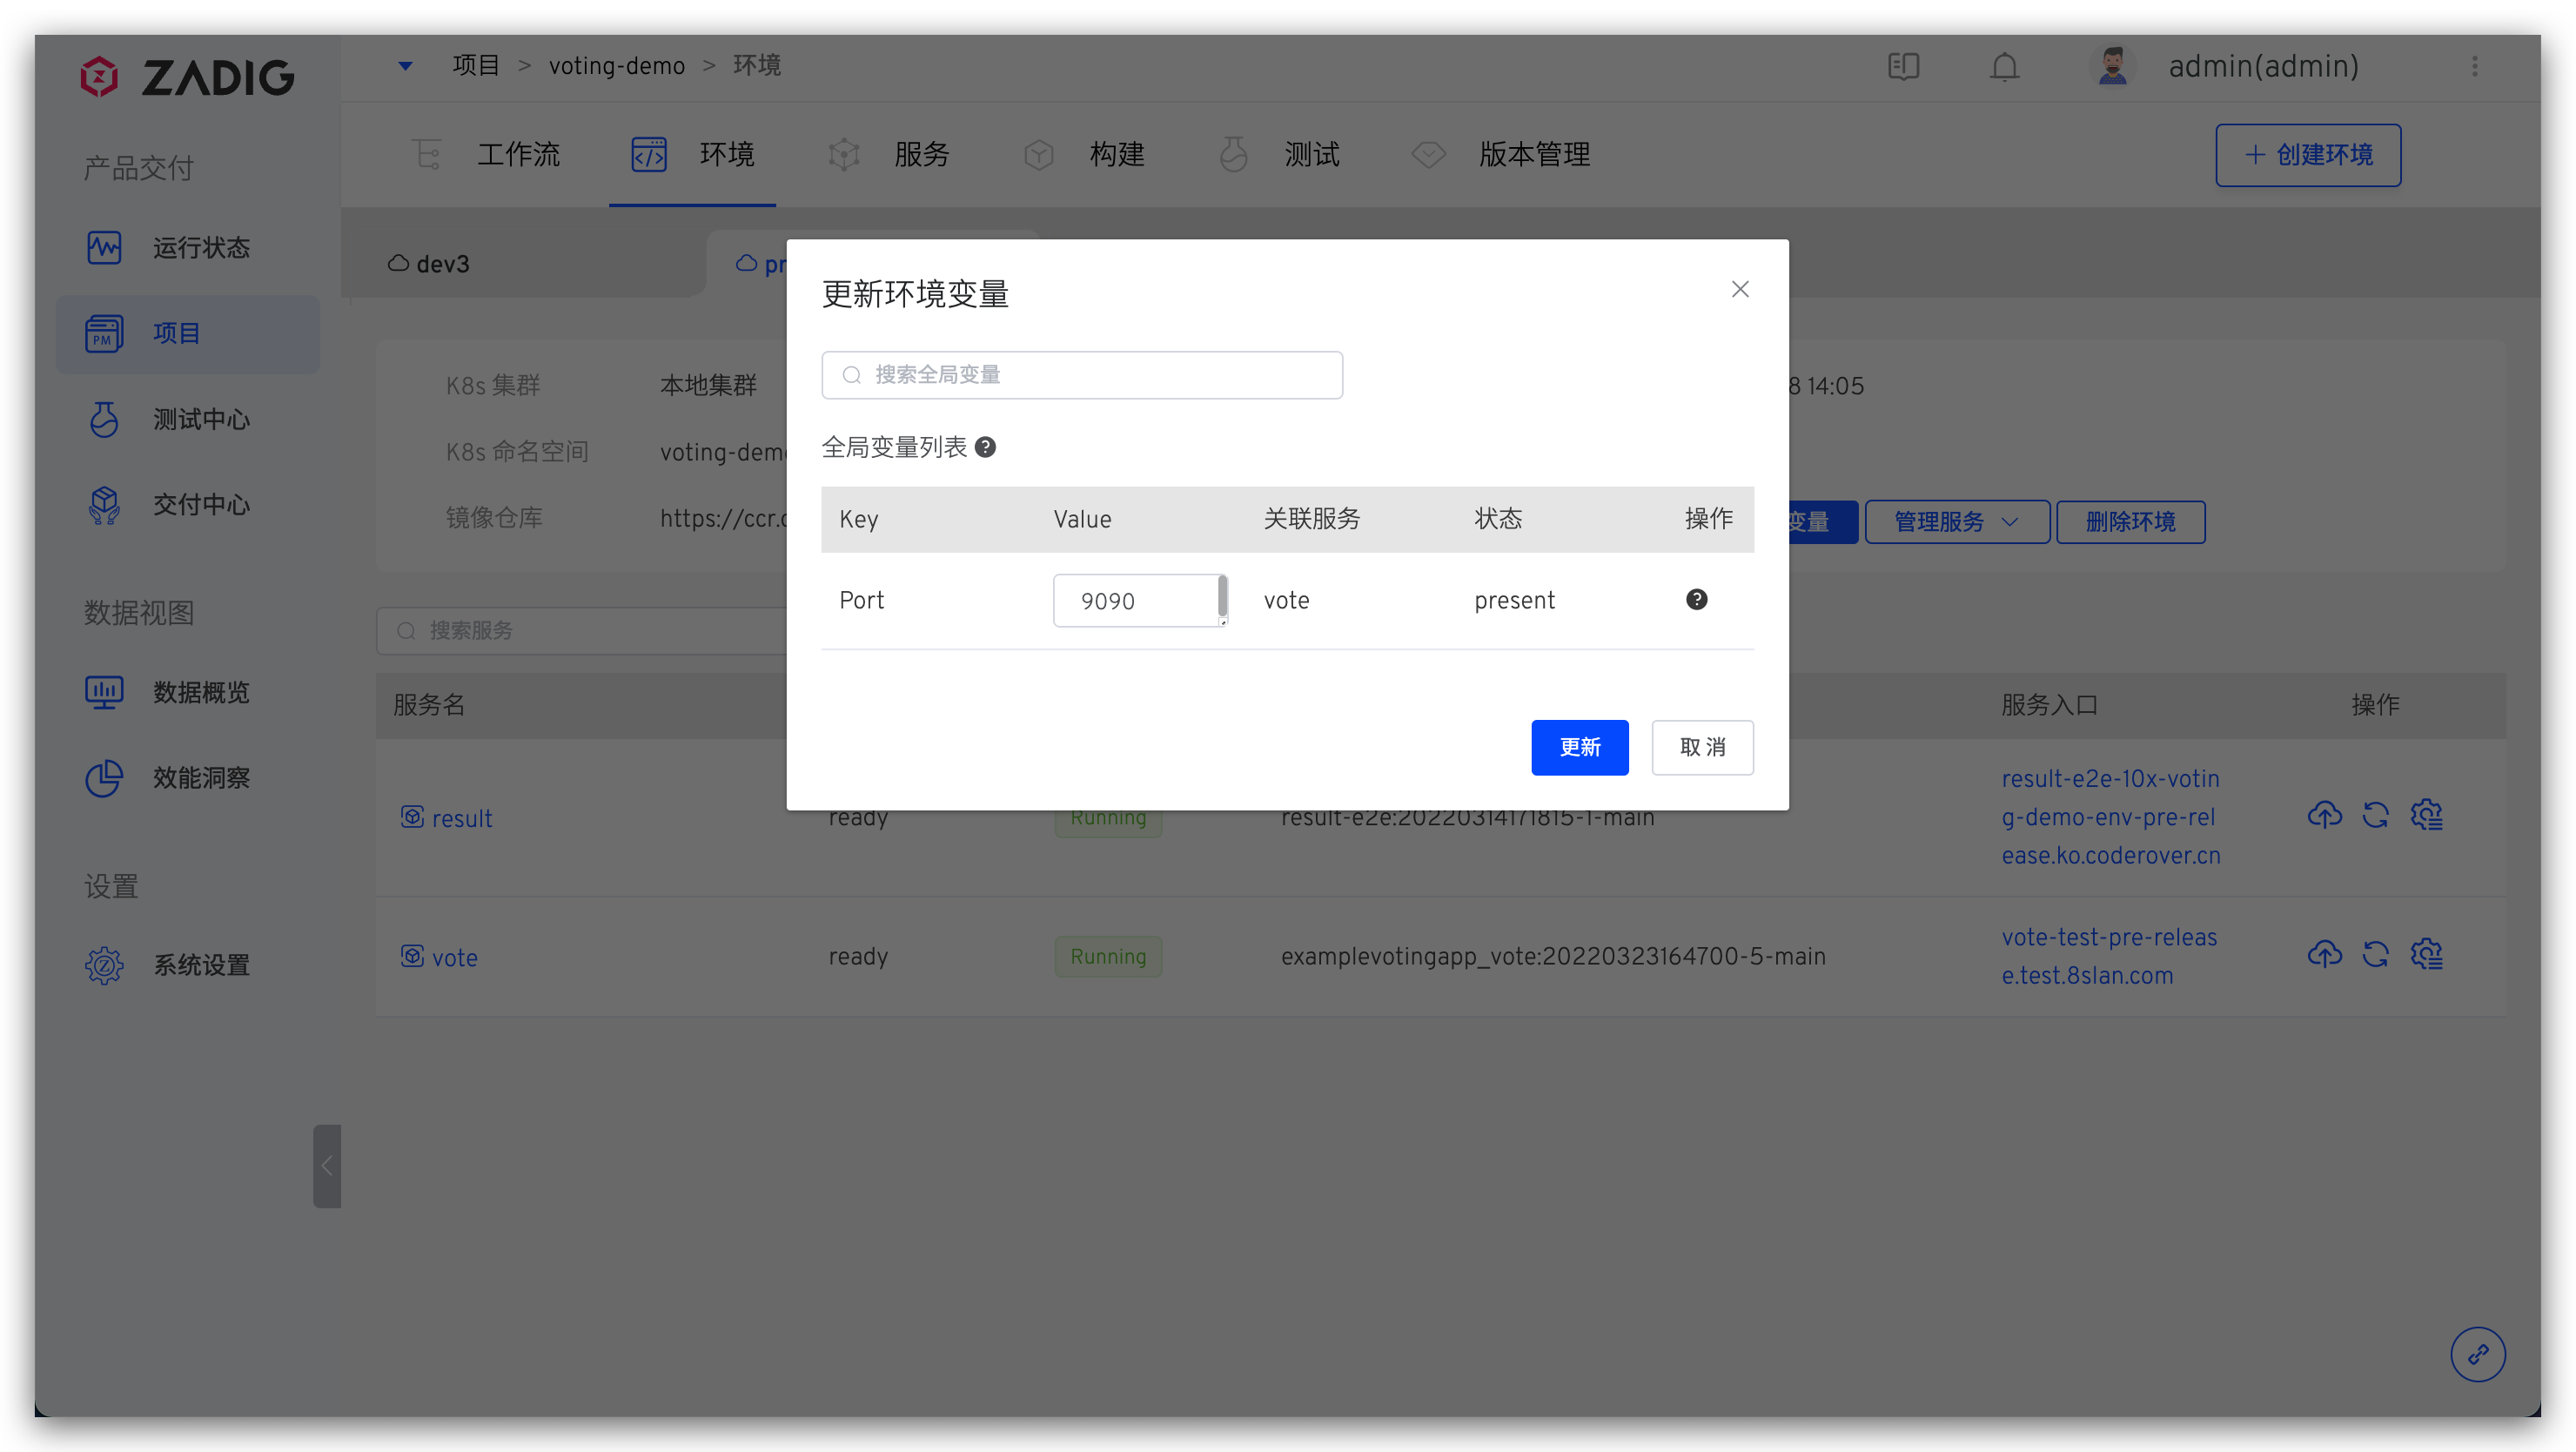 ZADIG
项目 > voting-demo > 环境
admin(admin)
产品交付
运行状态
项目
PM
测试中心
交付中心
数据视图
数据概览
效能洞察
设置
系统设置
工作流
环境
服务
构建
测试
版本管理
+ 创建环境
dev3
pr
K8s 集群 本地集群
8 14:05
K8s 命名空间 voting-dem
镜像仓库 https://ccr.
变量
管理服务
删除环境
搜索服务
更新环境变量
搜索全局变量
全局变量列表 ?
Key Value 关联服务 状态 操作
Port 9090 vote present ?
更新 取消
服务名 服务入口 操作
result ready Running result-e2e:20220314171815-1-main
result-e2e-10x-votin
g-demo-env-pre-rel
ease.ko.coderover.cn
vote ready Running examplevotingapp_vote:20220323164700-5-main
vote-test-pre-releas
e.test.8slan.com